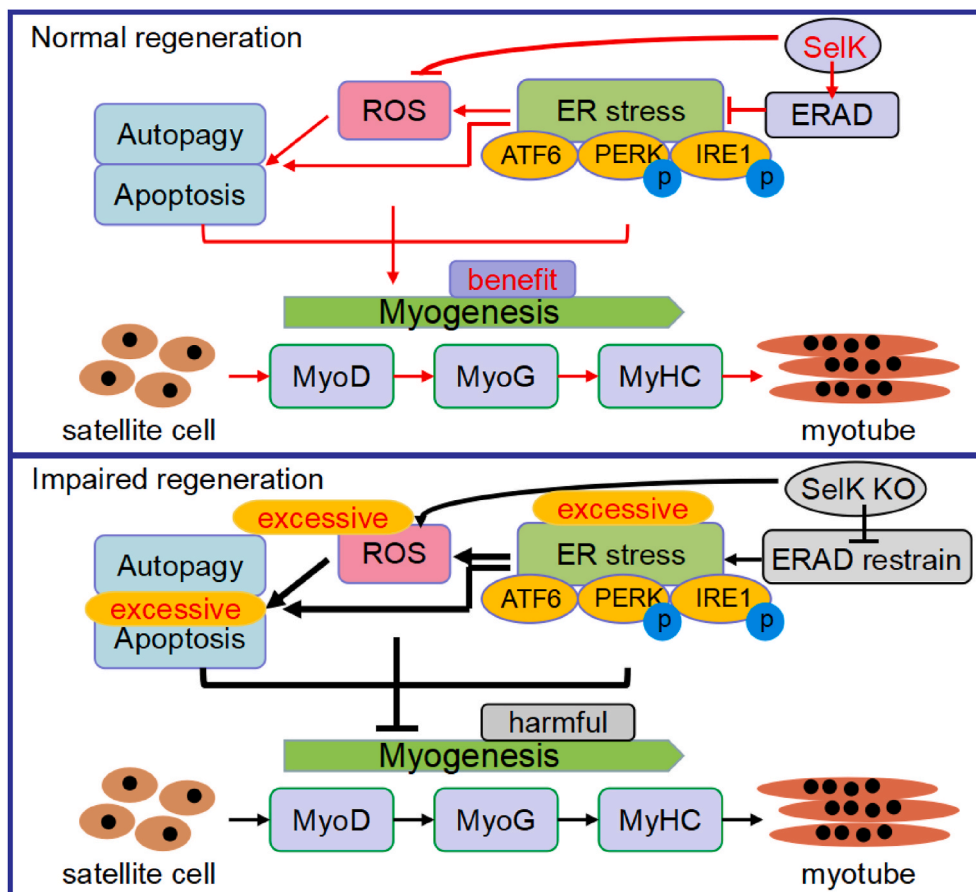 Normal regeneration
SelK
ROS
ER stress
ERAD
Autopagy
Apoptosis
ATF6
PERK
IRE1
p
p
benefit
Myogenesis
MyoD
MyoG
MyHC
satellite cell
myotube
Impaired regeneration
SelK KO
excessive
excessive
ROS
ER stress
ERAD restrain
Autopagy
excessive
Apoptosis
ATF6
PERK
IRE1
p
p
harmful
Myogenesis
MyoD
MyoG
MyHC
satellite cell
myotube